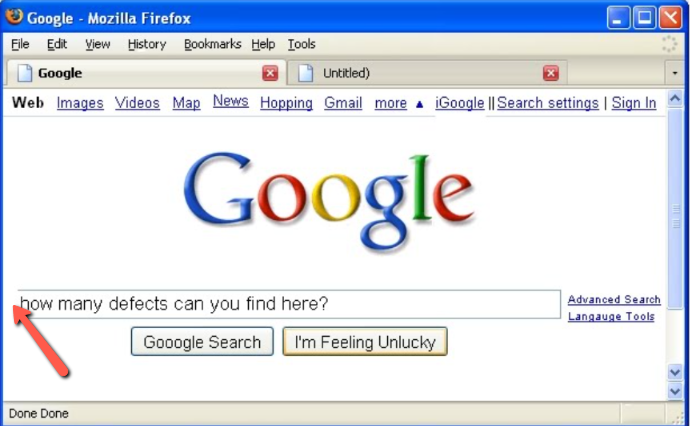 Google - Mozilla Firefox
File Edit View History Bookmarks Help Tools
Google Untitled)
Web Images Videos Map News Hopping Gmail more ▲ iGoogle || Search settings | Sign In
Google
how many defects can you find here?
Advanced Search
Langauge Tools
Gooogle Search I'm Feeling Unlucky
Done Done